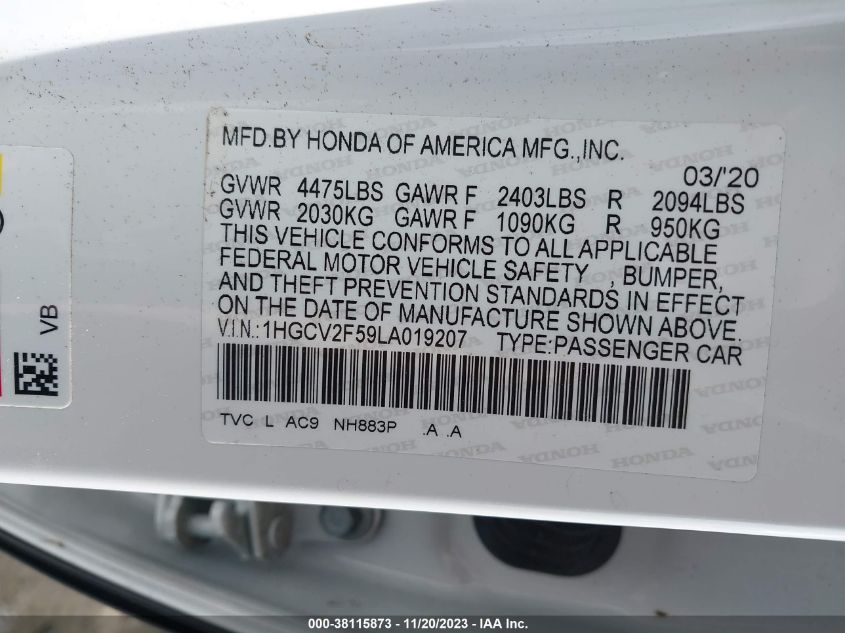 MFD.BY HONDA OF AMERICA MFG.,INC.
03/'20
GVWR 4475LBS GAWR F 2403LBS R 2094LBS
GVWR 2030KG GAWR F 1090KG R 950KG
THIS VEHICLE CONFORMS TO ALL APPLICABLE
FEDERAL MOTOR VEHICLE SAFETY , BUMPER,
AND THEFT PREVENTION STANDARDS IN EFFECT
ON THE DATE OF MANUFACTURE SHOWN ABOVE.
V.I.N.:1HGCV2F59LA019207 TYPE:PASSENGER CAR
TVC L AC9 NH883P .A .A
VB
000-38115873 - 11/20/2023 - IAA Inc.